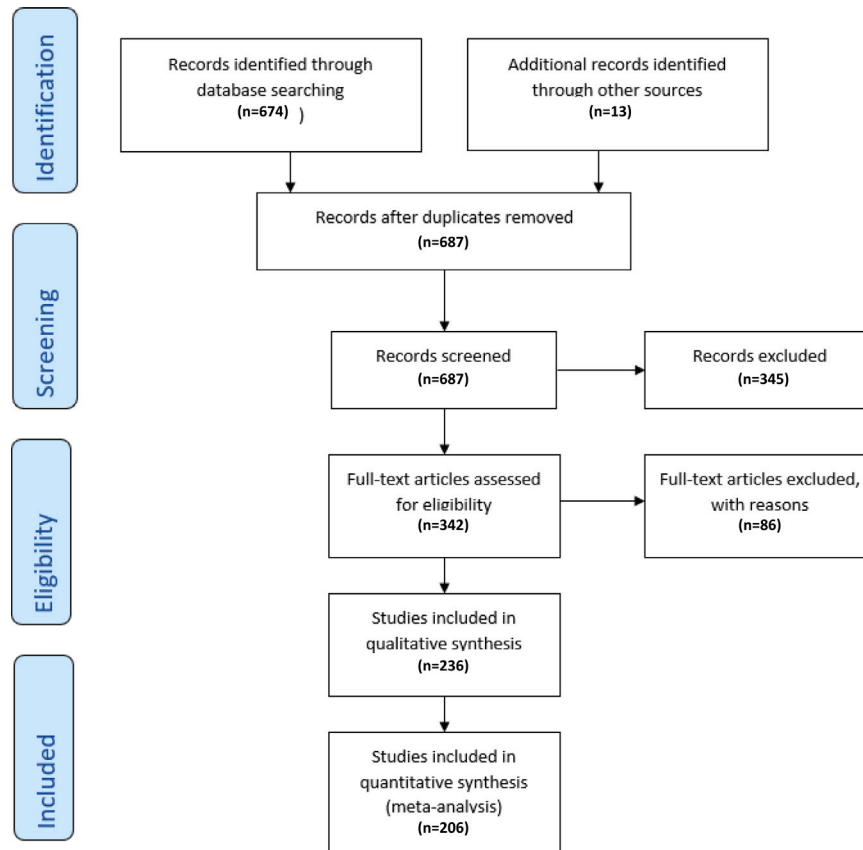 Identification
Records identified through
database searching
(n=674) )
Additional records identified
through other sources
(n=13)
Records after duplicates removed
(n=687)
Screening
Records screened
(n=687)
Records excluded
(n=345)
Eligibility
Full-text articles assessed
for eligibility
(n=342)
Full-text articles excluded,
with reasons
(n=86)
Studies included in
qualitative synthesis
(n=236)
Included
Studies included in
quantitative synthesis
(meta-analysis)
(n=206)